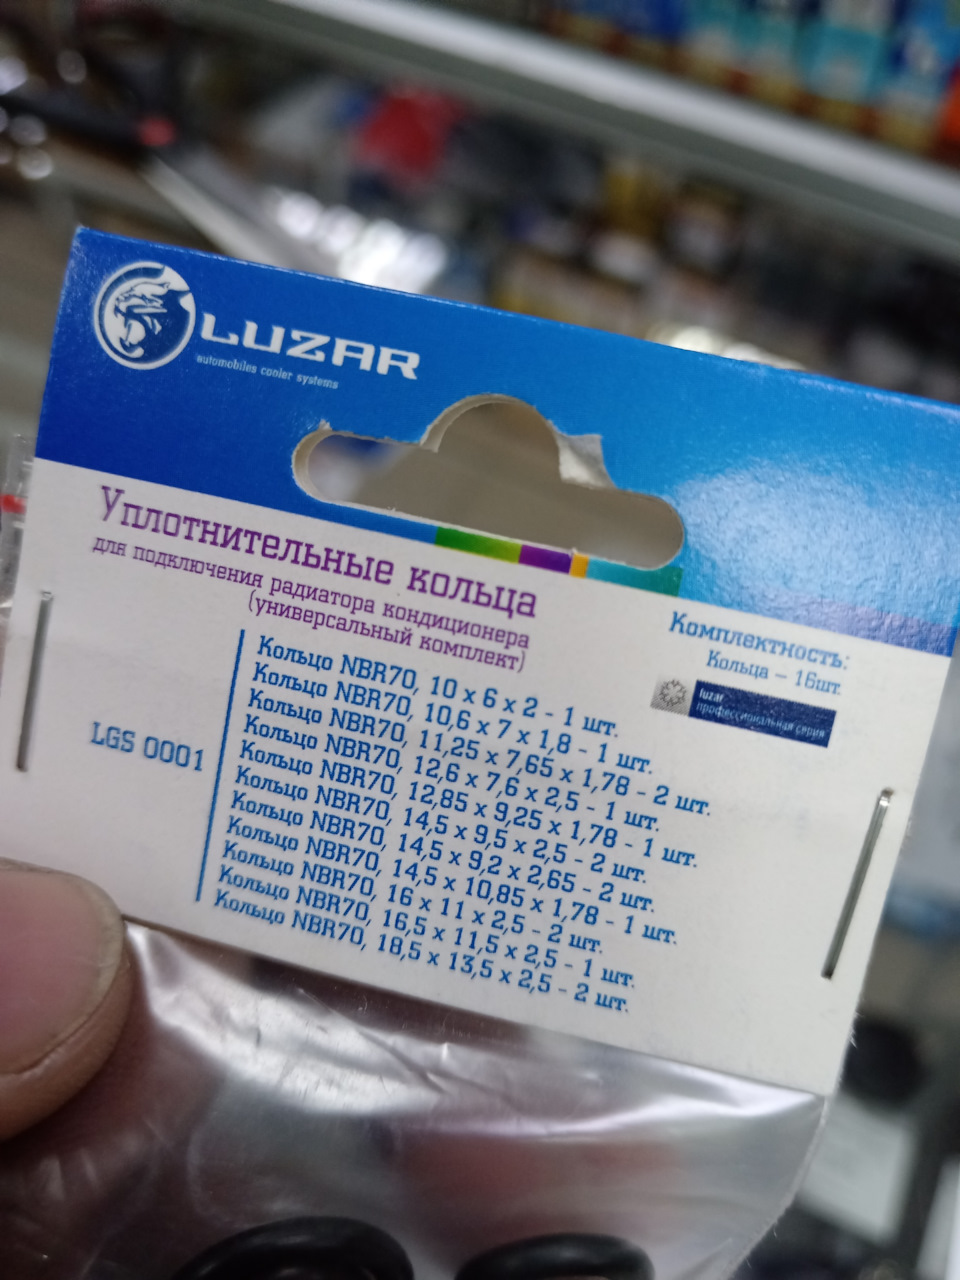 LUZAR
automobiles cooler systems
Уплотнительные кольца
для подключения радиатора кондиционера
(универсальный комплект)
LGS 0001
Кольцо NBR70, 10 x 6 x 2 - 1 шт.
Кольцо NBR70, 10,6 x 7 x 1,8 - 1 шт.
Кольцо NBR70, 11,25 x 7,65 x 1,78 - 2 шт.
Кольцо NBR70, 12,6 x 7,6 x 2,5 - 1 шт.
Кольцо NBR70, 12,85 x 9,25 x 1,78 - 1 шт.
Кольцо NBR70, 14,5 x 9,5 x 2,5 - 2 шт.
Кольцо NBR70, 14,5 x 9,2 x 2,65 - 2 шт.
Кольцо NBR70, 14,5 x 10,85 x 1,78 - 1 шт.
Кольцо NBR70, 16 x 11 x 2,5 - 2 шт.
Кольцо NBR70, 16,5 x 11,5 x 2,5 - 1 шт.
Кольцо NBR70, 18,5 x 13,5 x 2,5 - 2 шт.
Комплектность:
Кольца – 16шт.
luzar
профессиональная серия